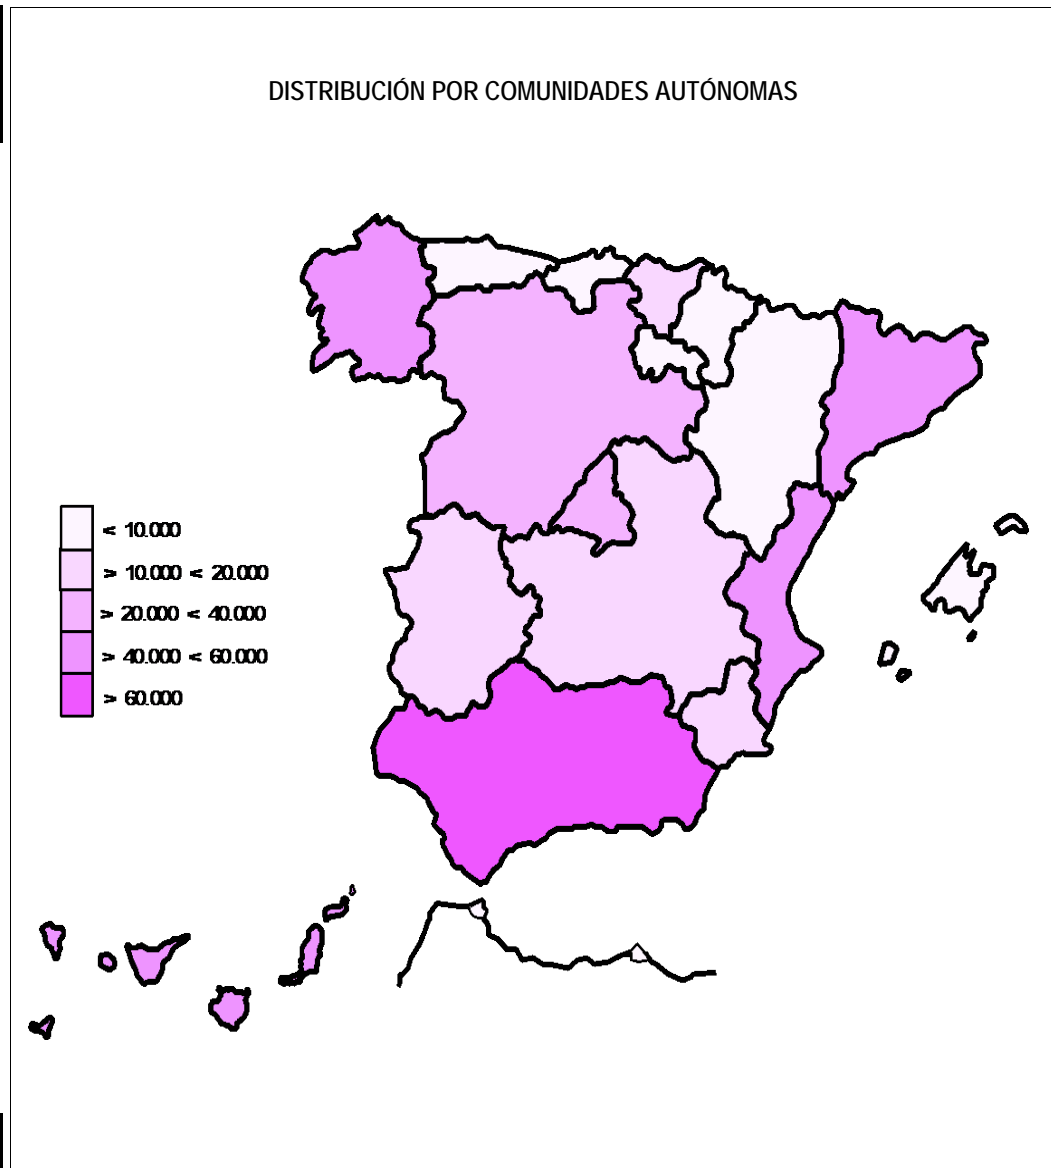 DISTRIBUCIÓN POR COMUNIDADES AUTÓNOMAS
< 10.000
> 10.000 < 20.000
> 20.000 < 40.000
> 40.000 < 60.000
> 60.000